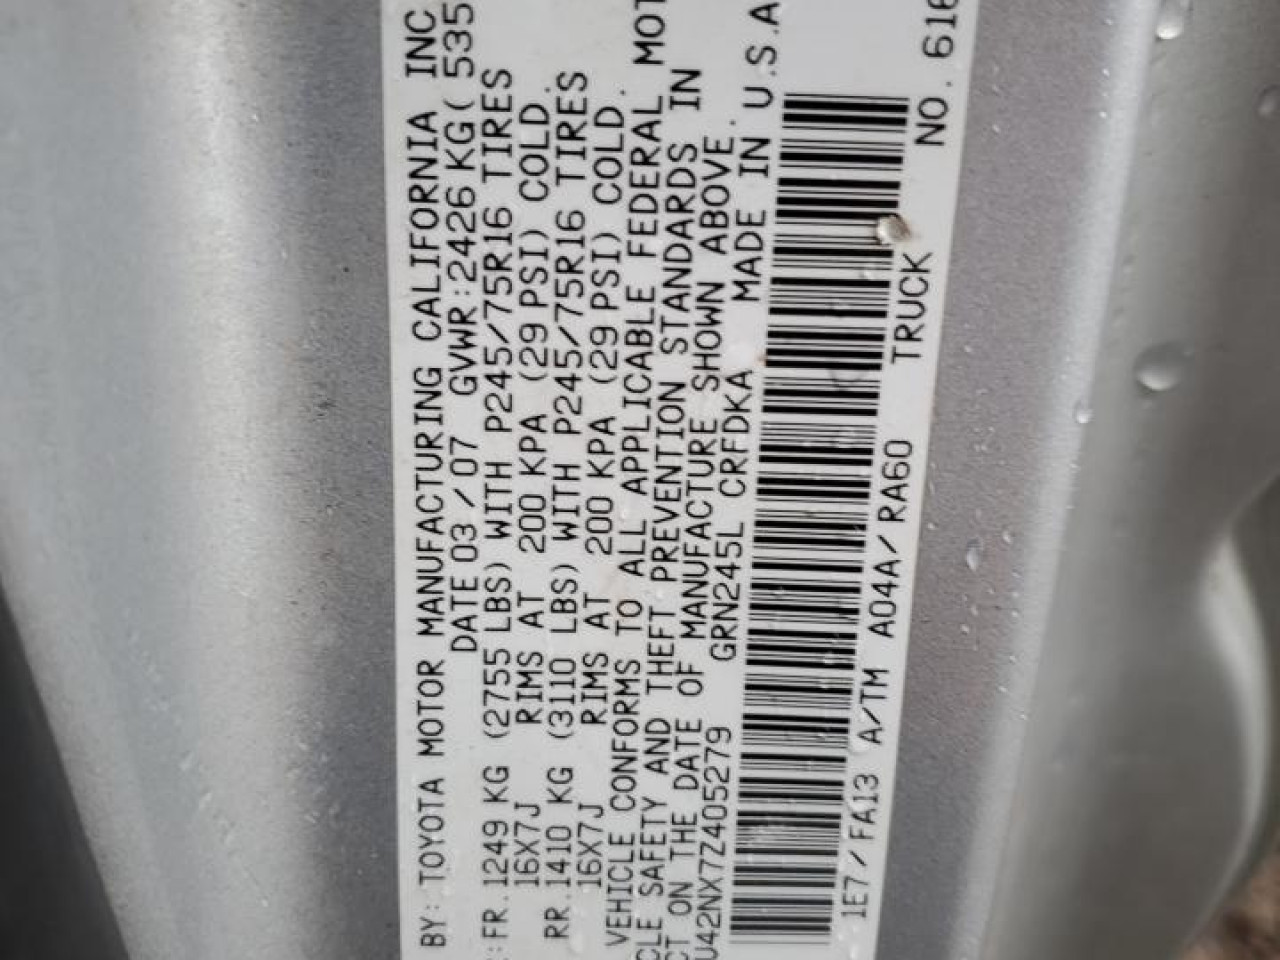 BY: TOYOTA MOTOR MANUFACTURING CALIFORNIA INC
DATE 03/07 GVWR:2426 KG( 535
:FR.1249 KG (2755 LBS) WITH P245/75R16 TIRES
16X7J RIMS AT 200 KPA (29 PSI) COLD.
RR.1410 KG (3110 LBS) WITH P245/75R16 TIRES
16X7J RIMS AT 200 KPA (29 PSI) COLD.
VEHICLE CONFORMS TO ALL APPLICABLE FEDERAL MOT
CLE SAFETY AND THEFT PREVENTION STANDARDS IN
CT ON THE DATE OF MANUFACTURE SHOWN ABOVE.
U42NX7Z405279 GRN245L CRFDKA MADE IN U.S.A
1E7/FA13 A/TM A04A/RA60 TRUCK NO. 616